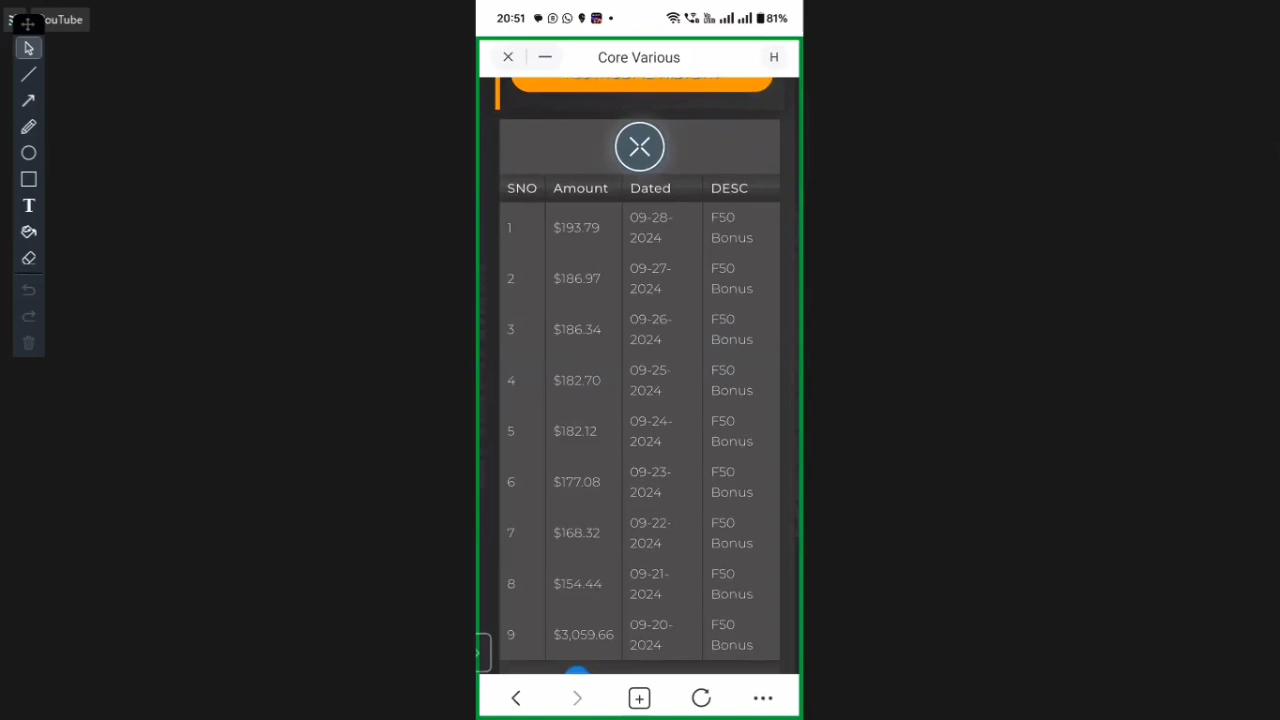 YouTube
20:51
81%
Core Various
H
SNO Amount Dated DESC
1 $193.79 09-28-2024 F50 Bonus
2 $186.97 09-27-2024 F50 Bonus
3 $186.34 09-26-2024 F50 Bonus
4 $182.70 09-25-2024 F50 Bonus
5 $182.12 09-24-2024 F50 Bonus
6 $177.08 09-23-2024 F50 Bonus
7 $168.32 09-22-2024 F50 Bonus
8 $154.44 09-21-2024 F50 Bonus
9 $3,059.66 09-20-2024 F50 Bonus
T